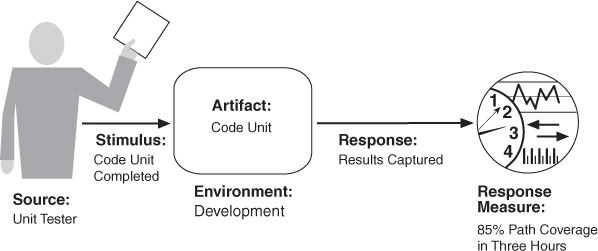 Source:
Unit Tester
Stimulus:
Code Unit
Completed
Artifact:
Code Unit
Environment:
Development
Response:
Results Captured
1
2
3
4
Response
Measure:
85% Path Coverage
in Three Hours